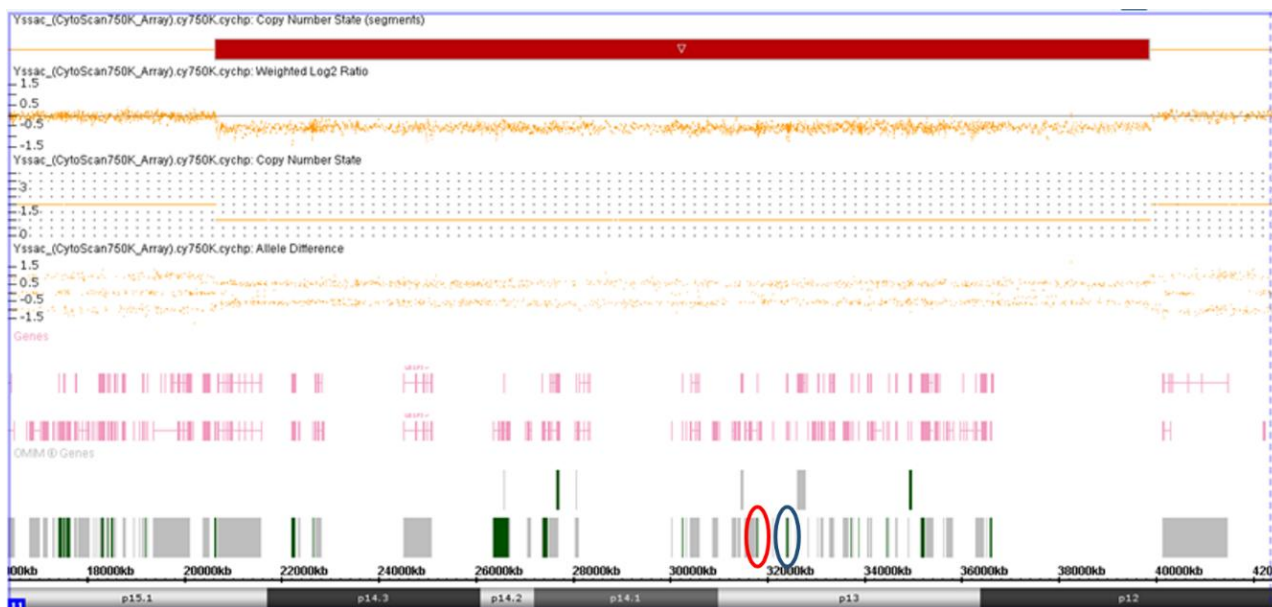 Yssac_(CytoScan750K_Array).cy750K.cychp: Copy Number State (segments)
Yssac_(CytoScan750K_Array).cy750K.cychp: Weighted Log2 Ratio
1.5
0.5
-0.5
-1.5
Yssac_(CytoScan750K_Array).cy750K.cychp: Copy Number State
3
1.5
0
Yssac_(CytoScan750K_Array).cy750K.cychp: Allele Difference
1.5
0.5
-0.5
-1.5
Genes
OMIM ® Genes
000kb 18000kb 20000kb 22000kb 24000kb 26000kb 28000kb 30000kb 32000kb 34000kb 36000kb 38000kb 40000kb 420
11 p15.1 p14.3 p14.2 p14.1 p13 p12